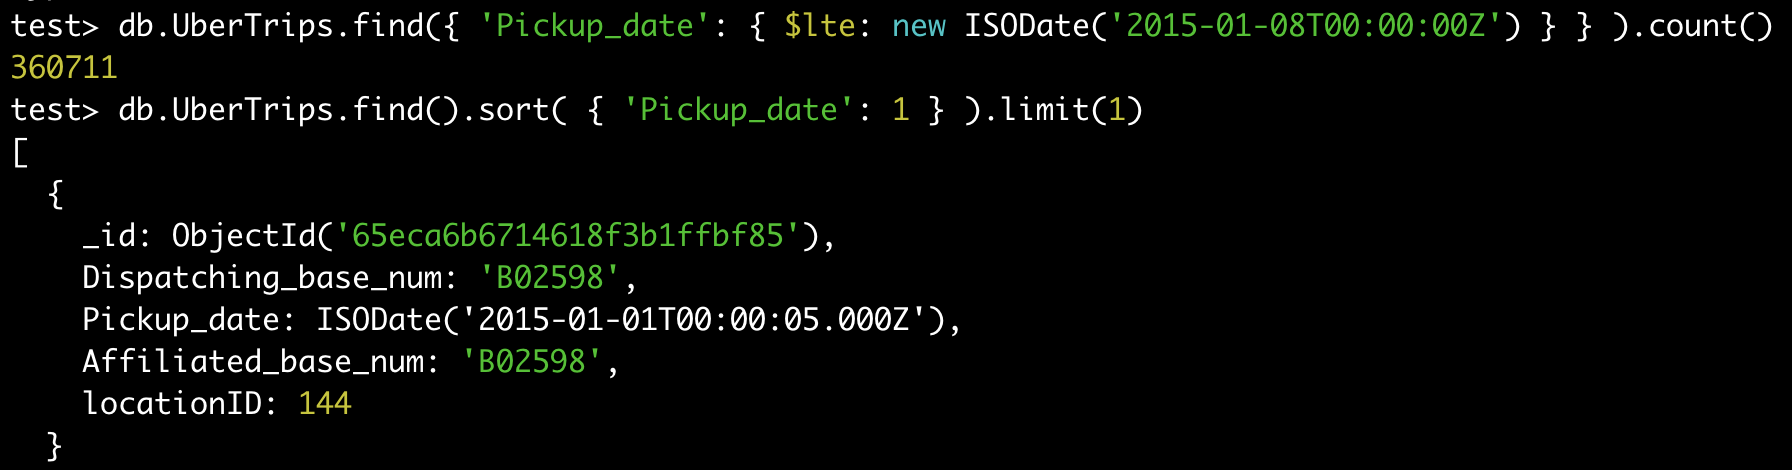 test> db.UberTrips.find({ 'Pickup_date': { $lte: new ISODate('2015-01-08T00:00:00Z') } } ).count()
360711
test> db.UberTrips.find().sort( { 'Pickup_date': 1 } ).limit(1)
[
  {
    _id: ObjectId('65eca6b6714618f3b1ffbf85'),
    Dispatching_base_num: 'B02598',
    Pickup_date: ISODate('2015-01-01T00:00:05.000Z'),
    Affiliated_base_num: 'B02598',
    locationID: 144
  }